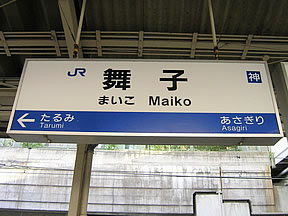 JR 舞子 神
まいこ Maiko
← たるみ あさぎり
Tarumi Asagiri